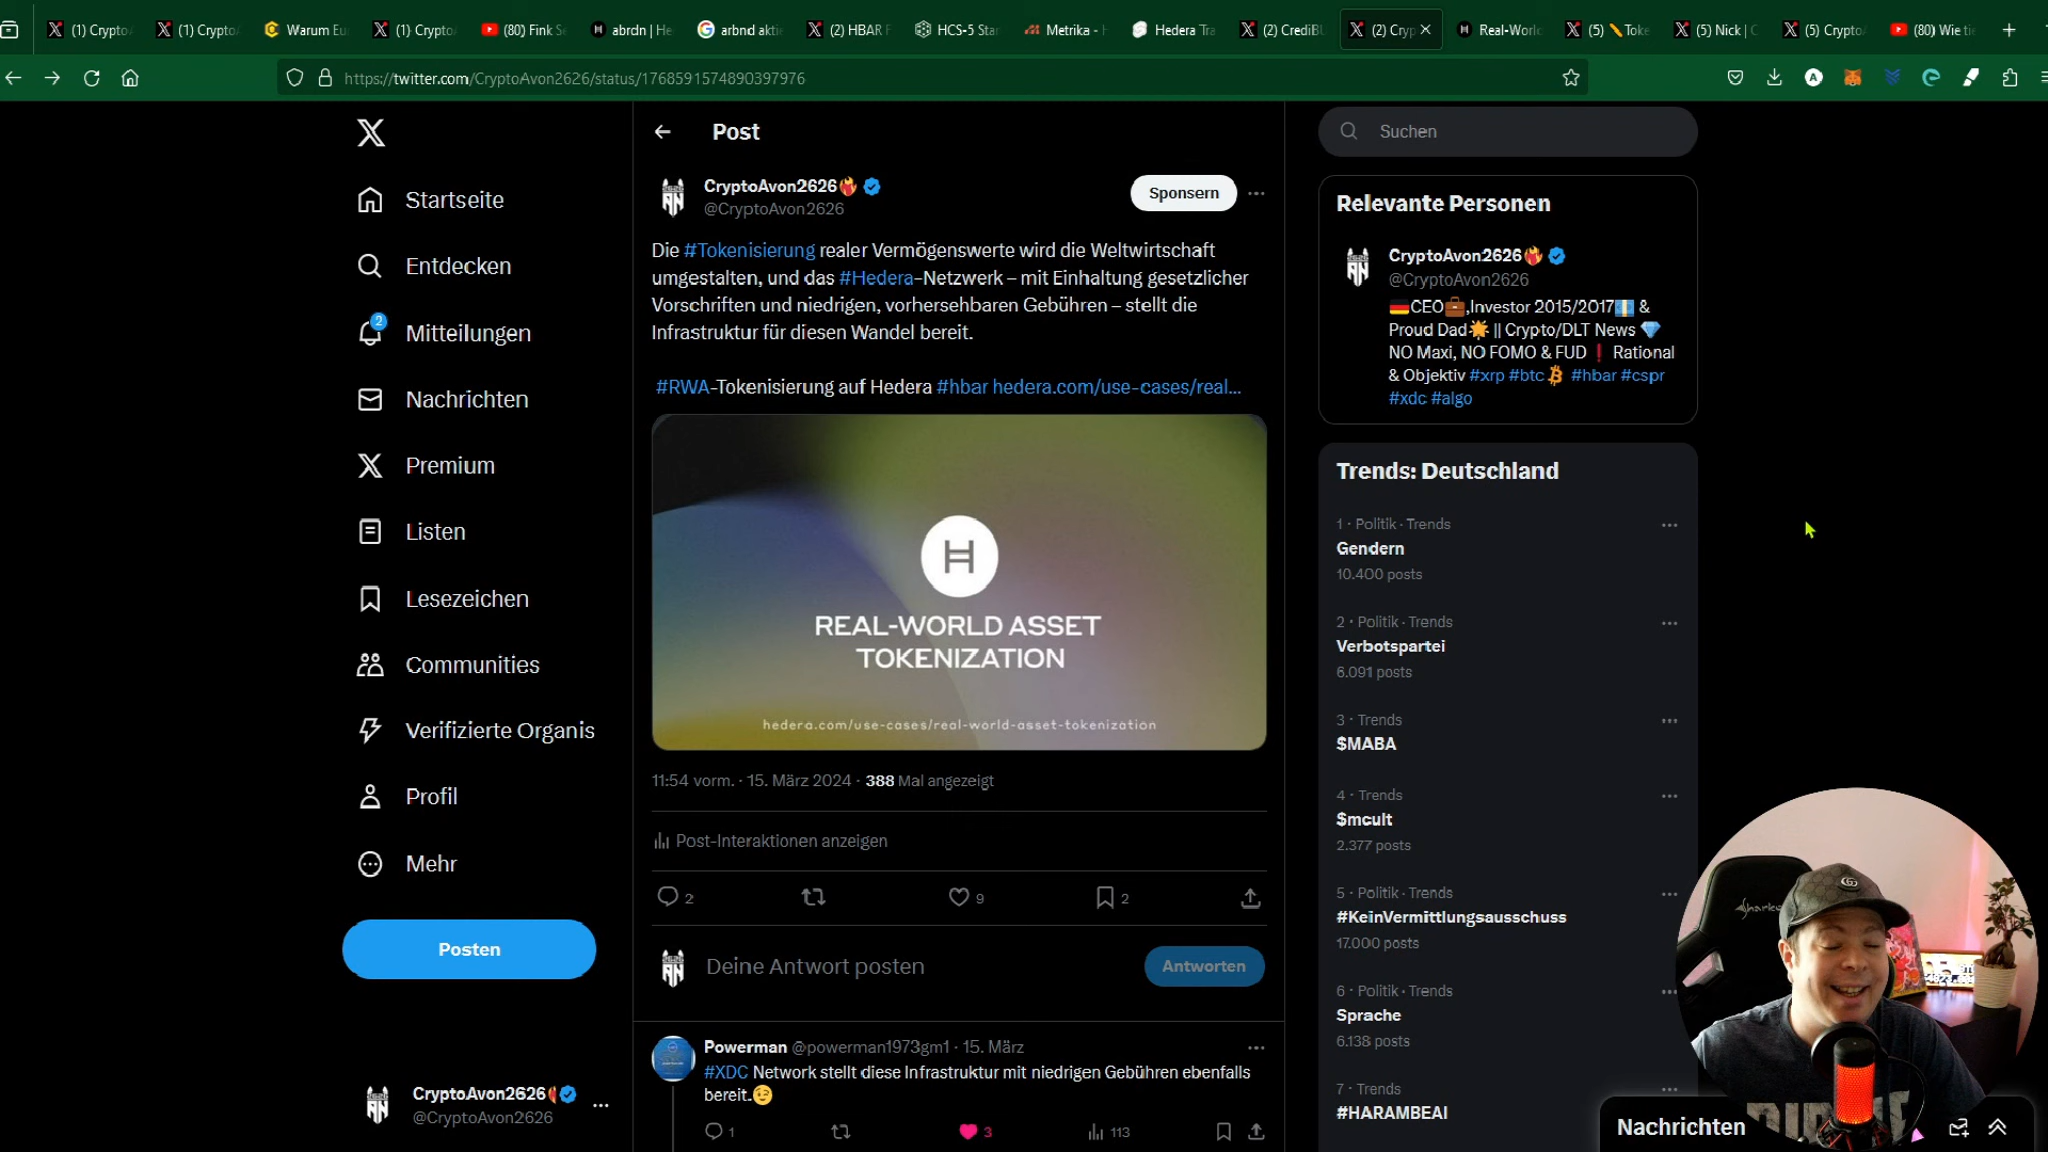 (1) Crypto
(1) Crypto
Warum Eu
(1) Crypto
(80) Fink S
abrdn | He
arbnd akti
(2) HBAR F
HCS-5 Star
Metrika - H
Hedera Tra
(2) CrediBU
(2) Cryp
Real-World
(5) Toke
(5) Nick | C
(5) Crypto
(80) Wie ti
https://twitter.com/CryptoAvon2626/status/1768591574890397976
Startseite
Entdecken
2
Mitteilungen
Nachrichten
Premium
Listen
Lesezeichen
Communities
Verifizierte Organis
Profil
Mehr
Posten
CryptoAvon2626
@CryptoAvon2626
Post
CryptoAvon2626
@CryptoAvon2626
Sponsern
Die #Tokenisierung realer Vermögenswerte wird die Weltwirtschaft
umgestalten, und das #Hedera-Netzwerk – mit Einhaltung gesetzlicher
Vorschriften und niedrigen, vorhersehbaren Gebühren – stellt die
Infrastruktur für diesen Wandel bereit.
#RWA-Tokenisierung auf Hedera #hbar hedera.com/use-cases/real…
H
REAL-WORLD ASSET
TOKENIZATION
hedera.com/use-cases/real-world-asset-tokenization
11:54 vorm. · 15. März 2024 · 388 Mal angezeigt
Post-Interaktionen anzeigen
2
9
2
Deine Antwort posten
Antworten
Powerman @powerman1973gm1 · 15. März
#XDC Network stellt diese Infrastruktur mit niedrigen Gebühren ebenfalls
bereit.😉
1
3
113
Suchen
Relevante Personen
CryptoAvon2626
@CryptoAvon2626
CEO💼,Investor 2015/2017 &
Proud Dad || Crypto/DLT News 💎
NO Maxi, NO FOMO & FUD ❗ Rational
& Objektiv #xrp #btc #hbar #cspr
#xdc #algo
Trends: Deutschland
1 · Politik · Trends
Gendern
10.400 posts
2 · Politik · Trends
Verbotspartei
6.091 posts
3 · Trends
$MABA
4 · Trends
$mcult
2.377 posts
5 · Politik · Trends
#KeinVermittlungsausschuss
17.000 posts
6 · Politik · Trends
Sprache
6.138 posts
7 · Trends
#HARAMBEAI
Nachrichten